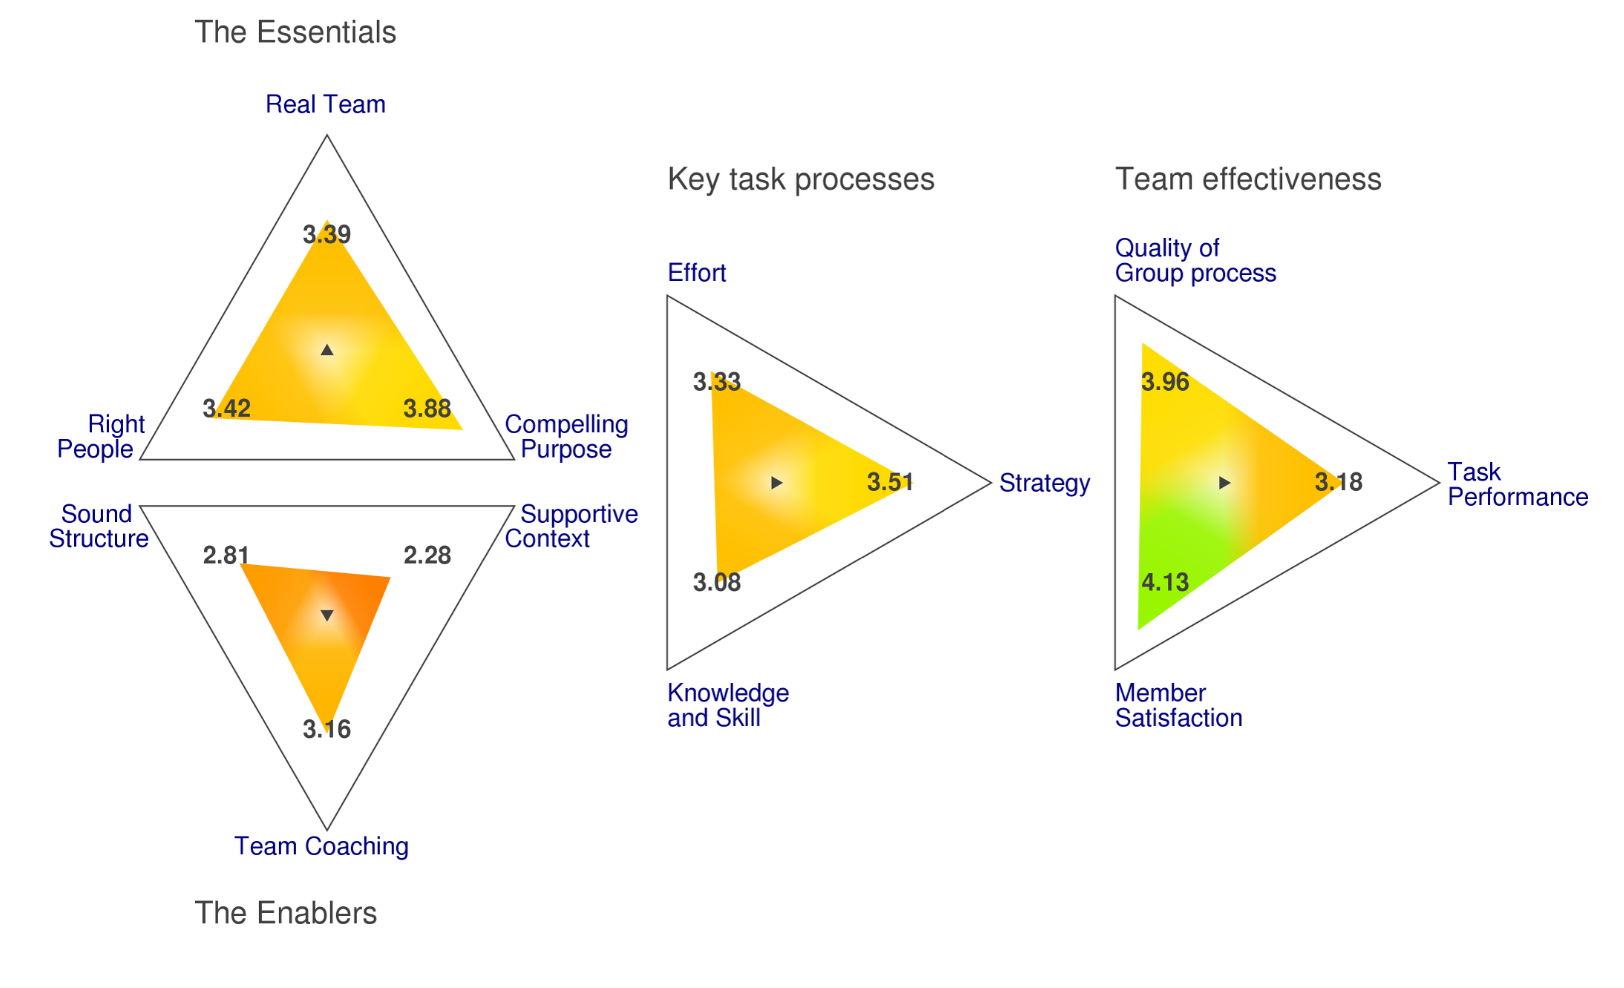 The Essentials
Real Team
3.39
3.42
3.88
Right
People
Compelling
Purpose
Sound
Structure
Supportive
Context
2.81
2.28
3.16
Team Coaching
The Enablers
Key task processes
Effort
3.33
3.51
3.08
Strategy
Knowledge
and Skill
Team effectiveness
Quality of
Group process
3.96
3.18
4.13
Task
Performance
Member
Satisfaction